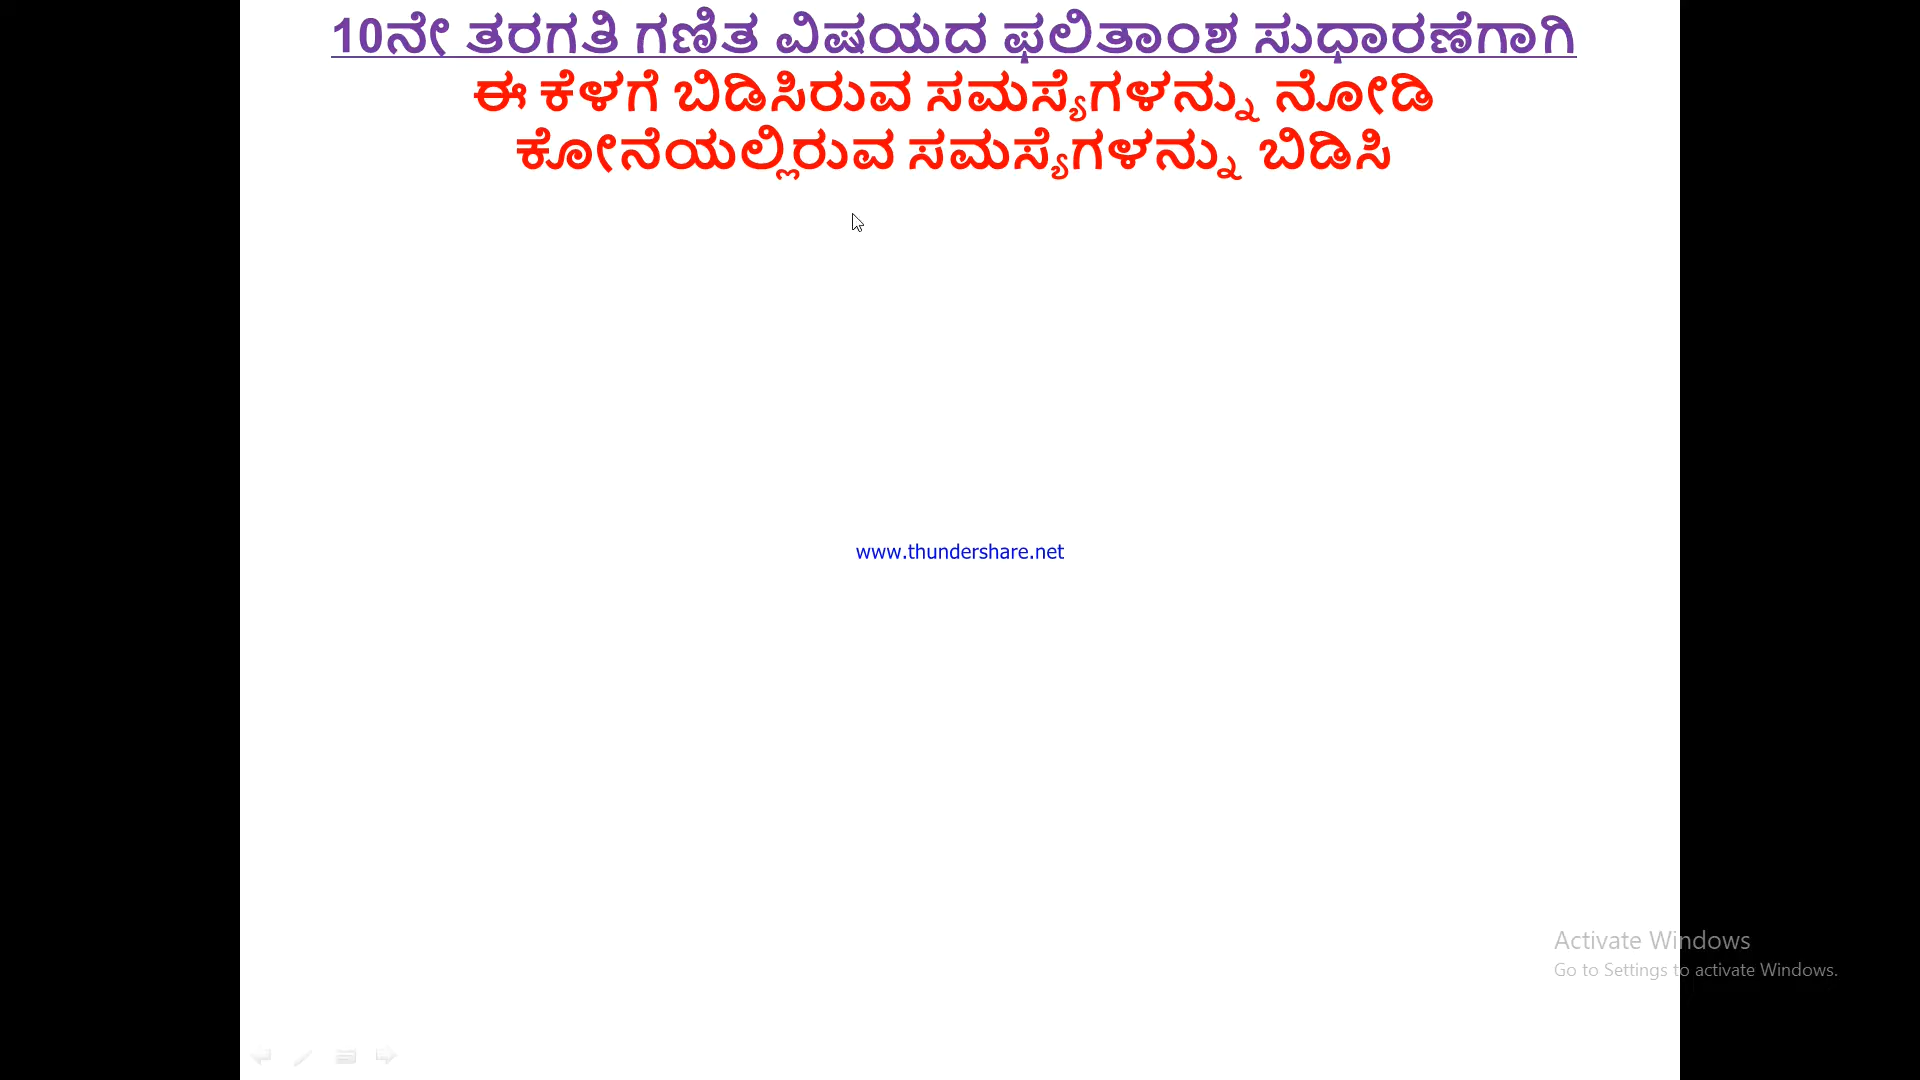 10ನೇ ತರಗತಿ ಗಣಿತ ವಿಷಯದ ಫಲಿತಾಂಶ ಸುಧಾರಣೆಗಾಗಿ
ಈ ಕೆಳಗೆ ಬಿಡಿಸಿರುವ ಸಮಸ್ಯೆಗಳನ್ನು ನೋಡಿ
ಕೋನೆಯಲ್ಲಿರುವ ಸಮಸ್ಯೆಗಳನ್ನು ಬಿಡಿಸಿ
www.thundershare.net
Activate Windows
Go to Settings to activate Windows.